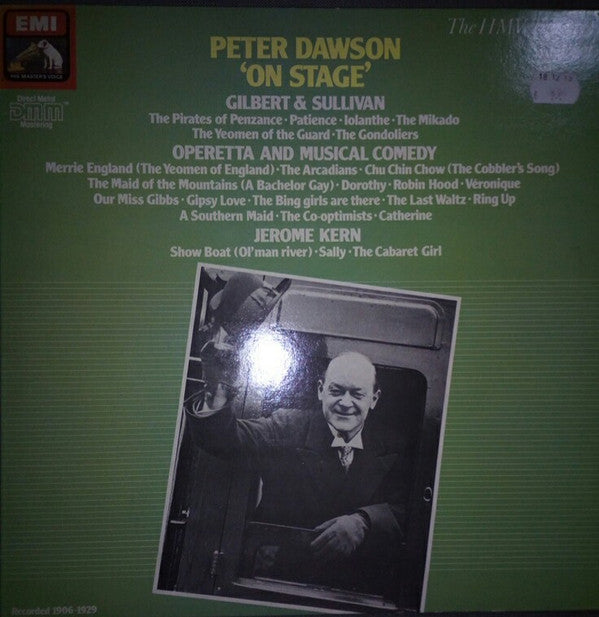 EMI
HIS MASTER'S VOICE
The HMV
PETER DAWSON
'ON STAGE'
Direct Metal
DMM
Mastering
GILBERT & SULLIVAN
The Pirates of Penzance · Patience · Iolanthe · The Mikado
The Yeomen of the Guard · The Gondoliers
OPERETTA AND MUSICAL COMEDY
Merrie England (The Yeomen of England) · The Arcadians · Chu Chin Chow (The Cobbler's Song)
The Maid of the Mountains (A Bachelor Gay) · Dorothy · Robin Hood · Véronique
Our Miss Gibbs · Gipsy Love · The Bing girls are there · The Last Waltz · Ring Up
A Southern Maid · The Co-optimists · Catherine
JEROME KERN
Show Boat (Ol' man river) · Sally · The Cabaret Girl
Recorded 1906-1929